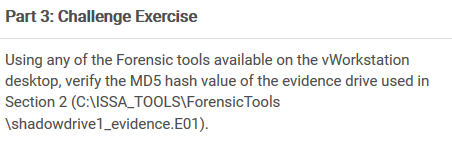 Part 3: Challenge Exercise
Using any of the Forensic tools available on the vWorkstation
desktop, verify the MD5 hash value of the evidence drive used in
Section 2 (C:\ISSA_TOOLS\ForensicTools
\shadowdrive1_evidence.E01).